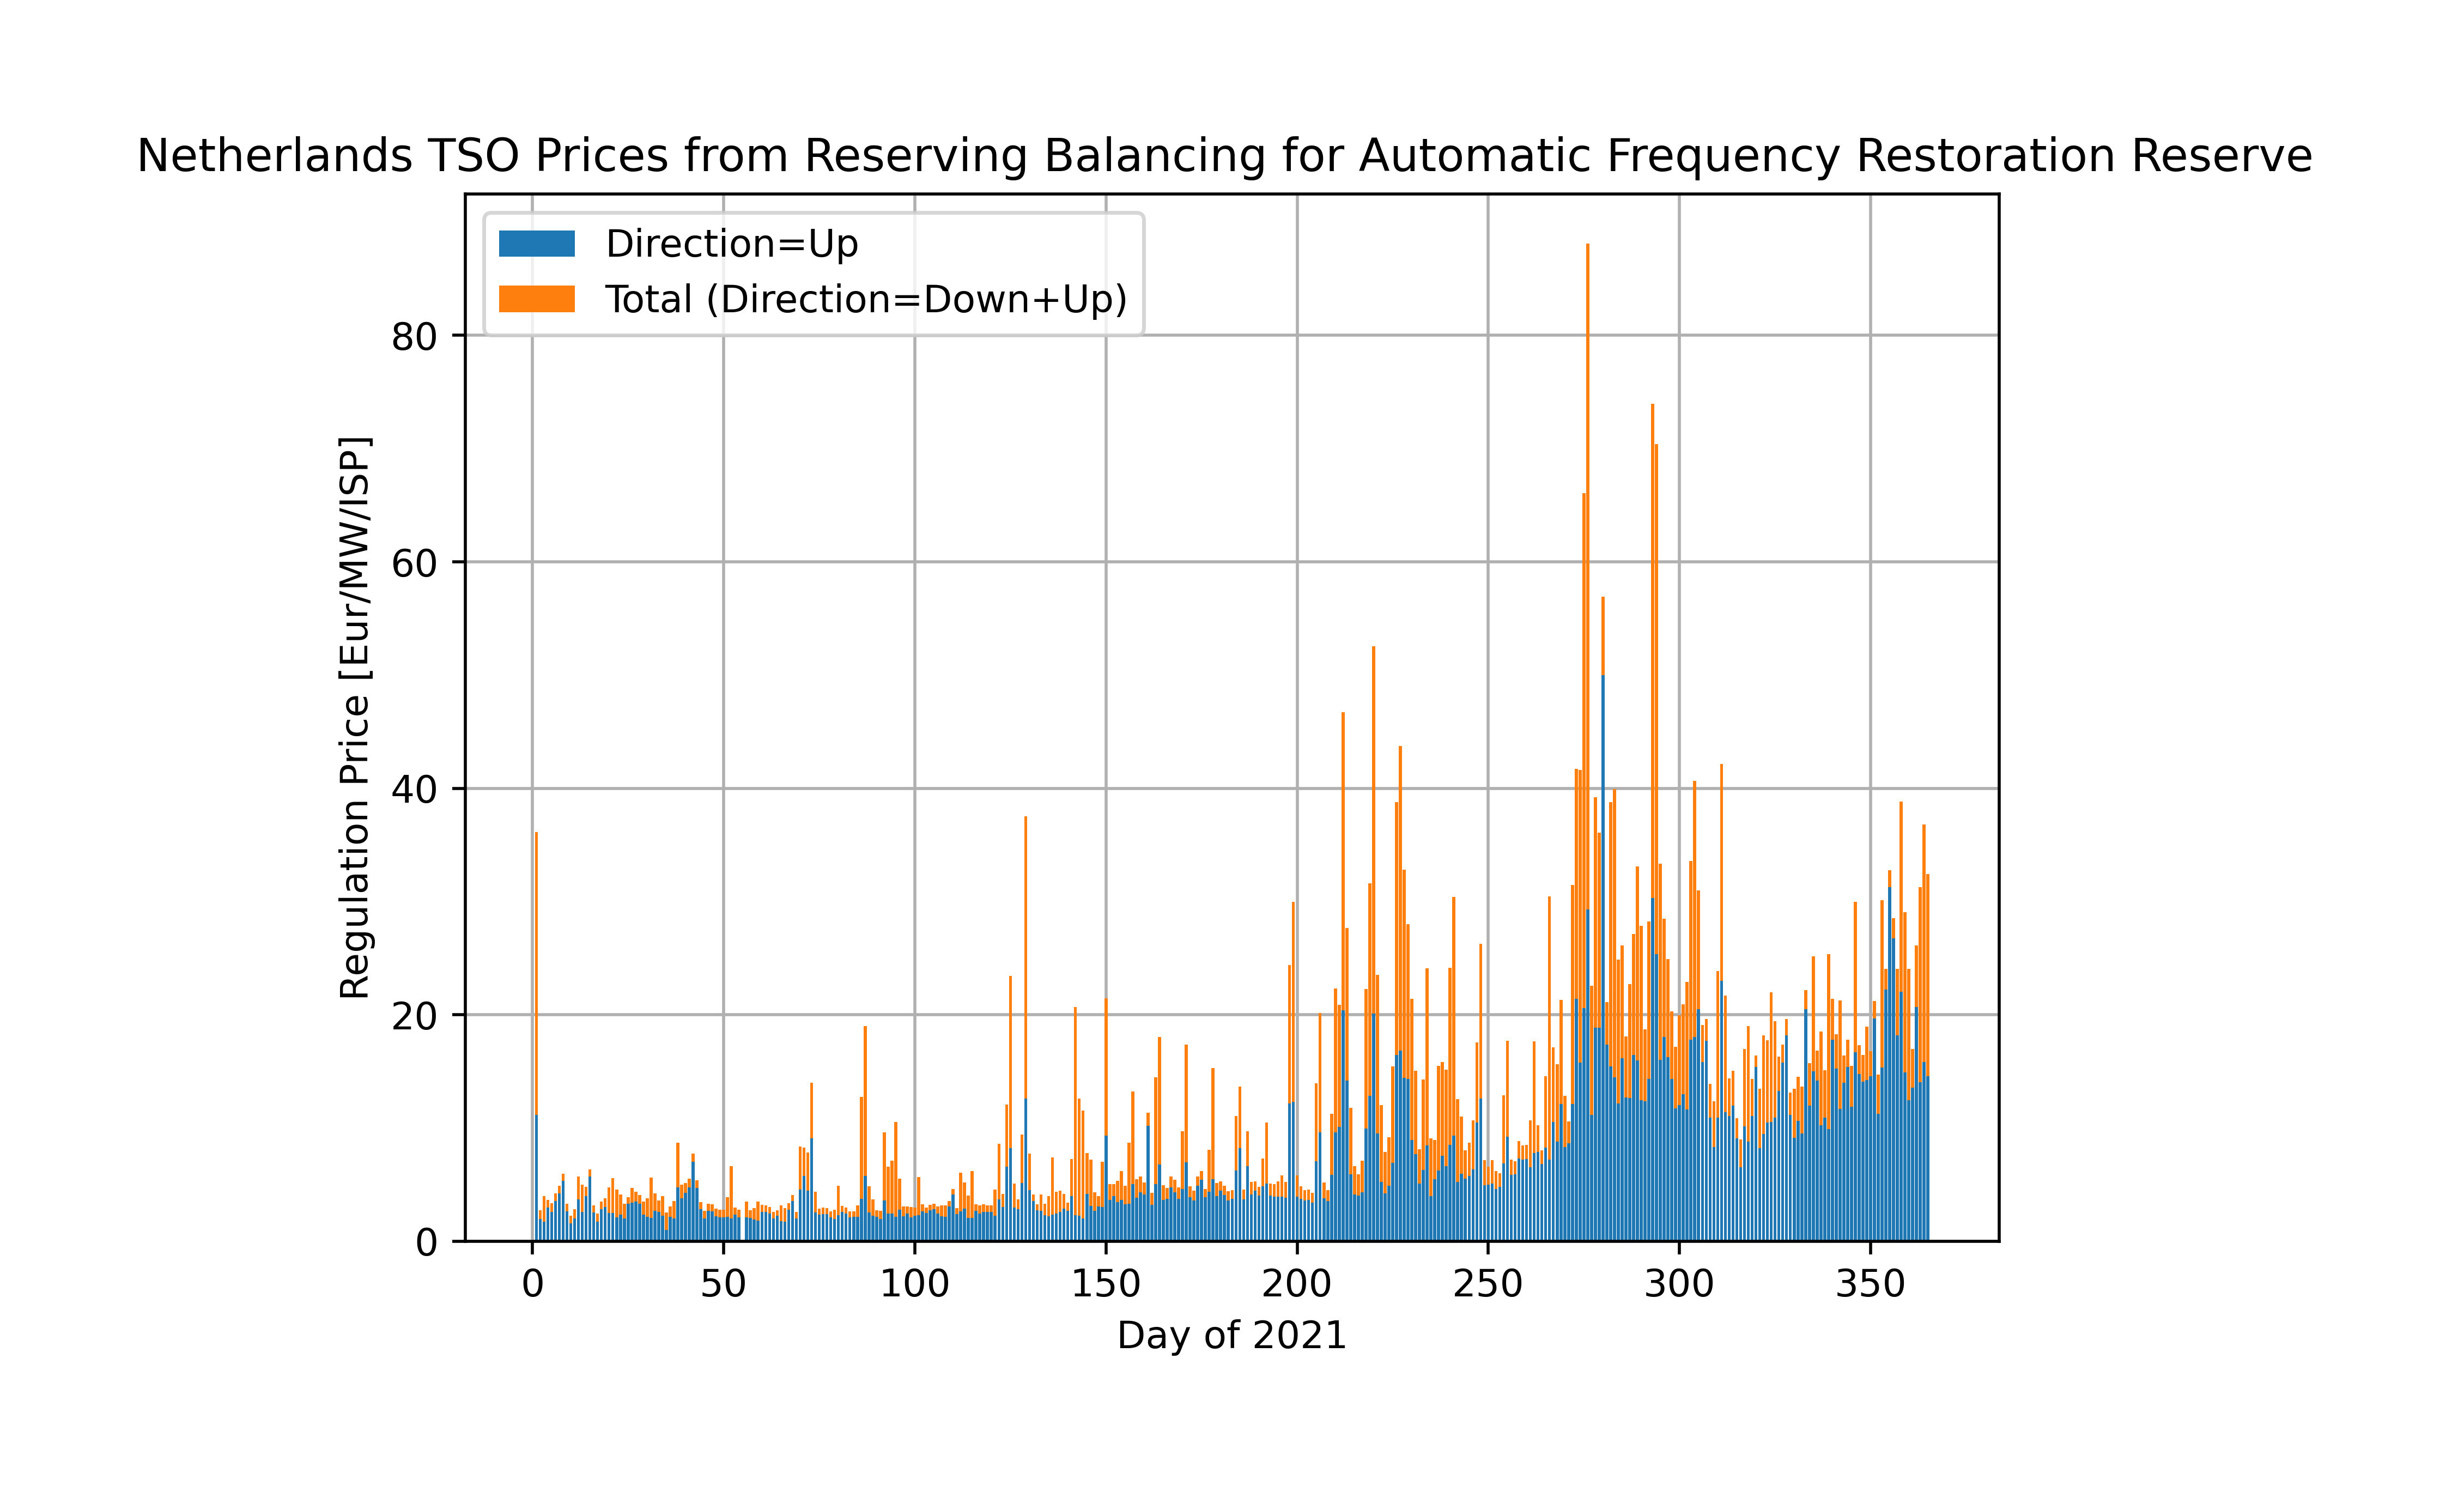 Netherlands TSO Prices from Reserving Balancing for Automatic Frequency Restoration Reserve
Direction=Up
Total (Direction=Down+Up)
80
60
40
20
0
Regulation Price [Eur/MW/ISP]
0 50 100 150 200 250 300 350
Day of 2021